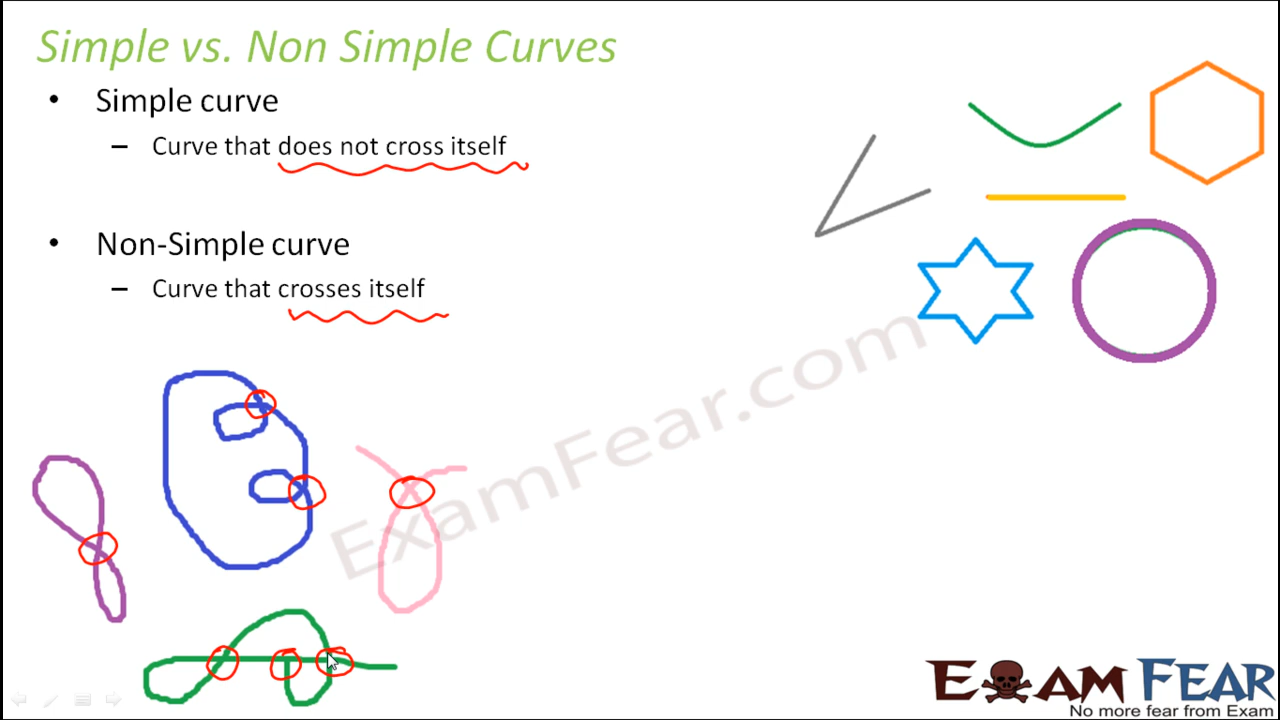 Simple vs. Non Simple Curves
• Simple curve
– Curve that does not cross itself
• Non-Simple curve
– Curve that crosses itself
ExamFear.com
EXAM FEAR
No more fear from Exam